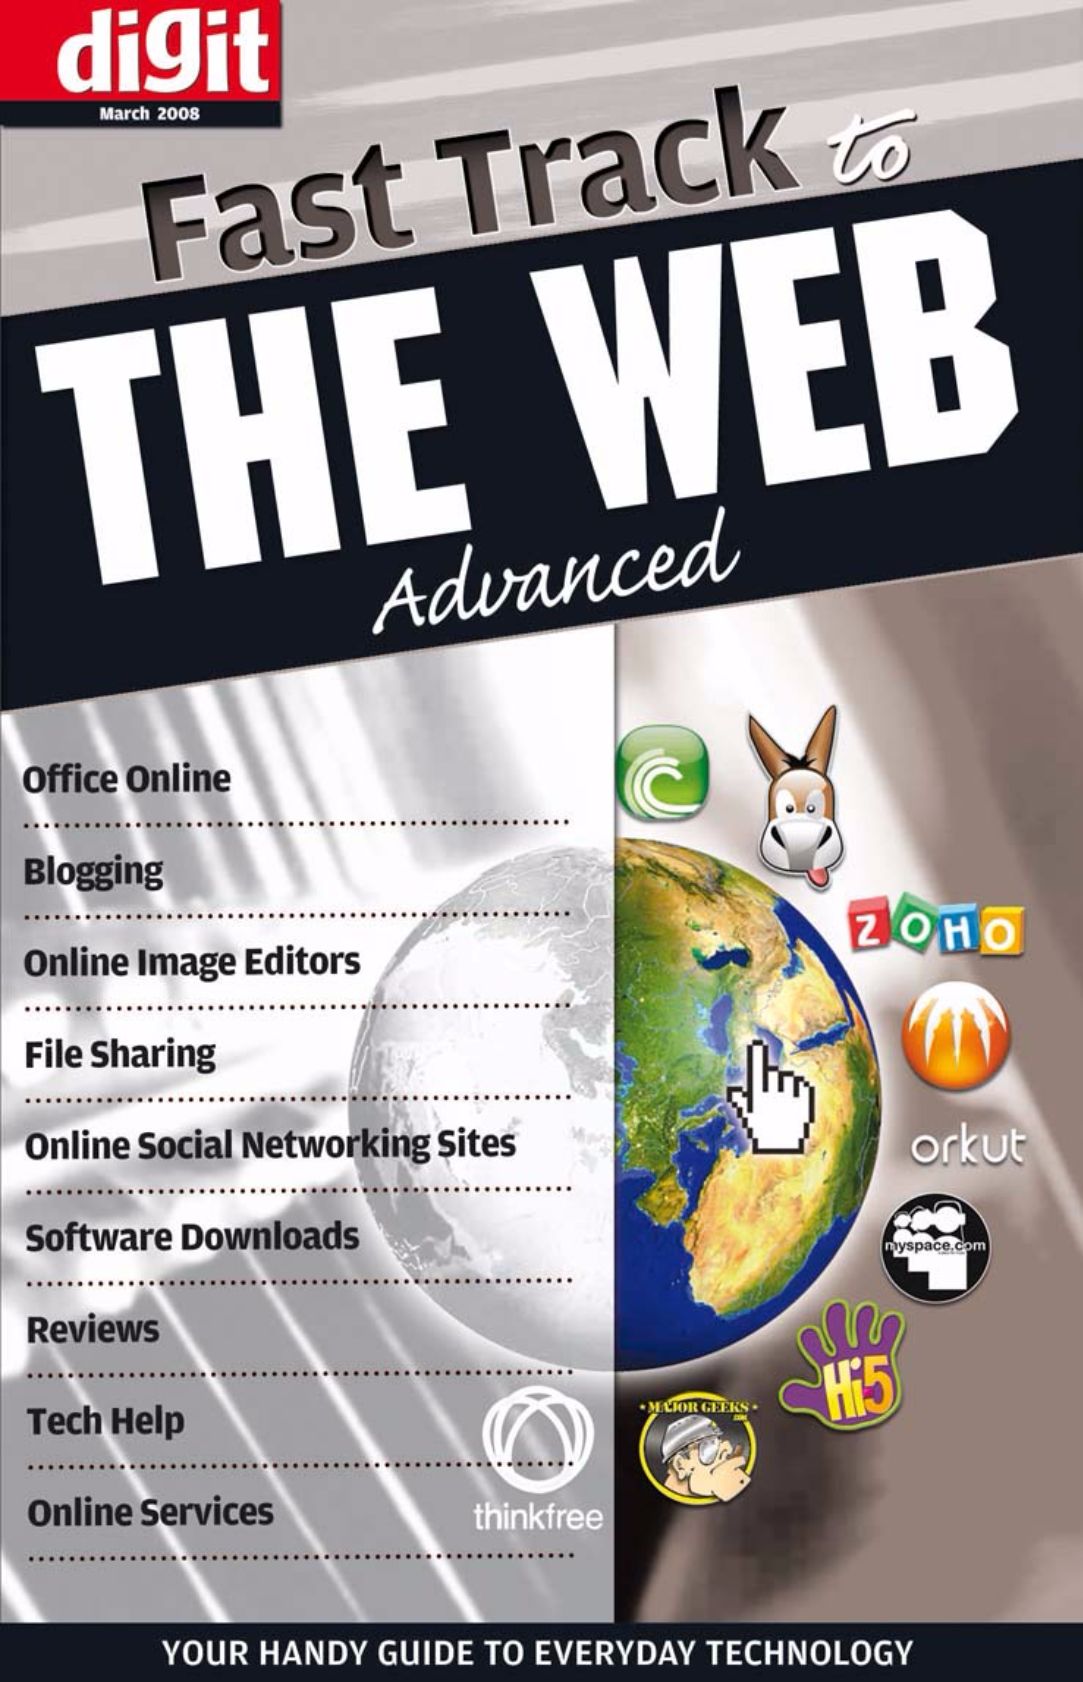 digit
March 2008
Fast Track to
THE WEB
Advanced
Office Online
Blogging
Online Image Editors
File Sharing
Online Social Networking Sites
Software Downloads
Reviews
Tech Help
Online Services
ZOHO
orkut
myspace.com
Hi5
MAJOR GEEKS
.COM
thinkfree
YOUR HANDY GUIDE TO EVERYDAY TECHNOLOGY